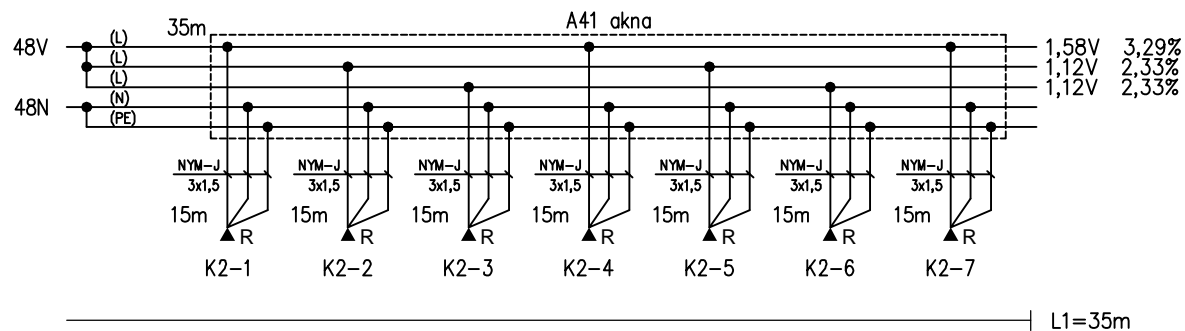 A41 akna
35m
48V (L) 1,58V 3,29%
(L) 1,12V 2,33%
(L) 1,12V 2,33%
48N (N)
(PE)
NYM-J NYM-J NYM-J NYM-J NYM-J NYM-J NYM-J
3x1,5 3x1,5 3x1,5 3x1,5 3x1,5 3x1,5 3x1,5
15m 15m 15m 15m 15m 15m 15m
R R R R R R R
K2-1 K2-2 K2-3 K2-4 K2-5 K2-6 K2-7
L1=35m